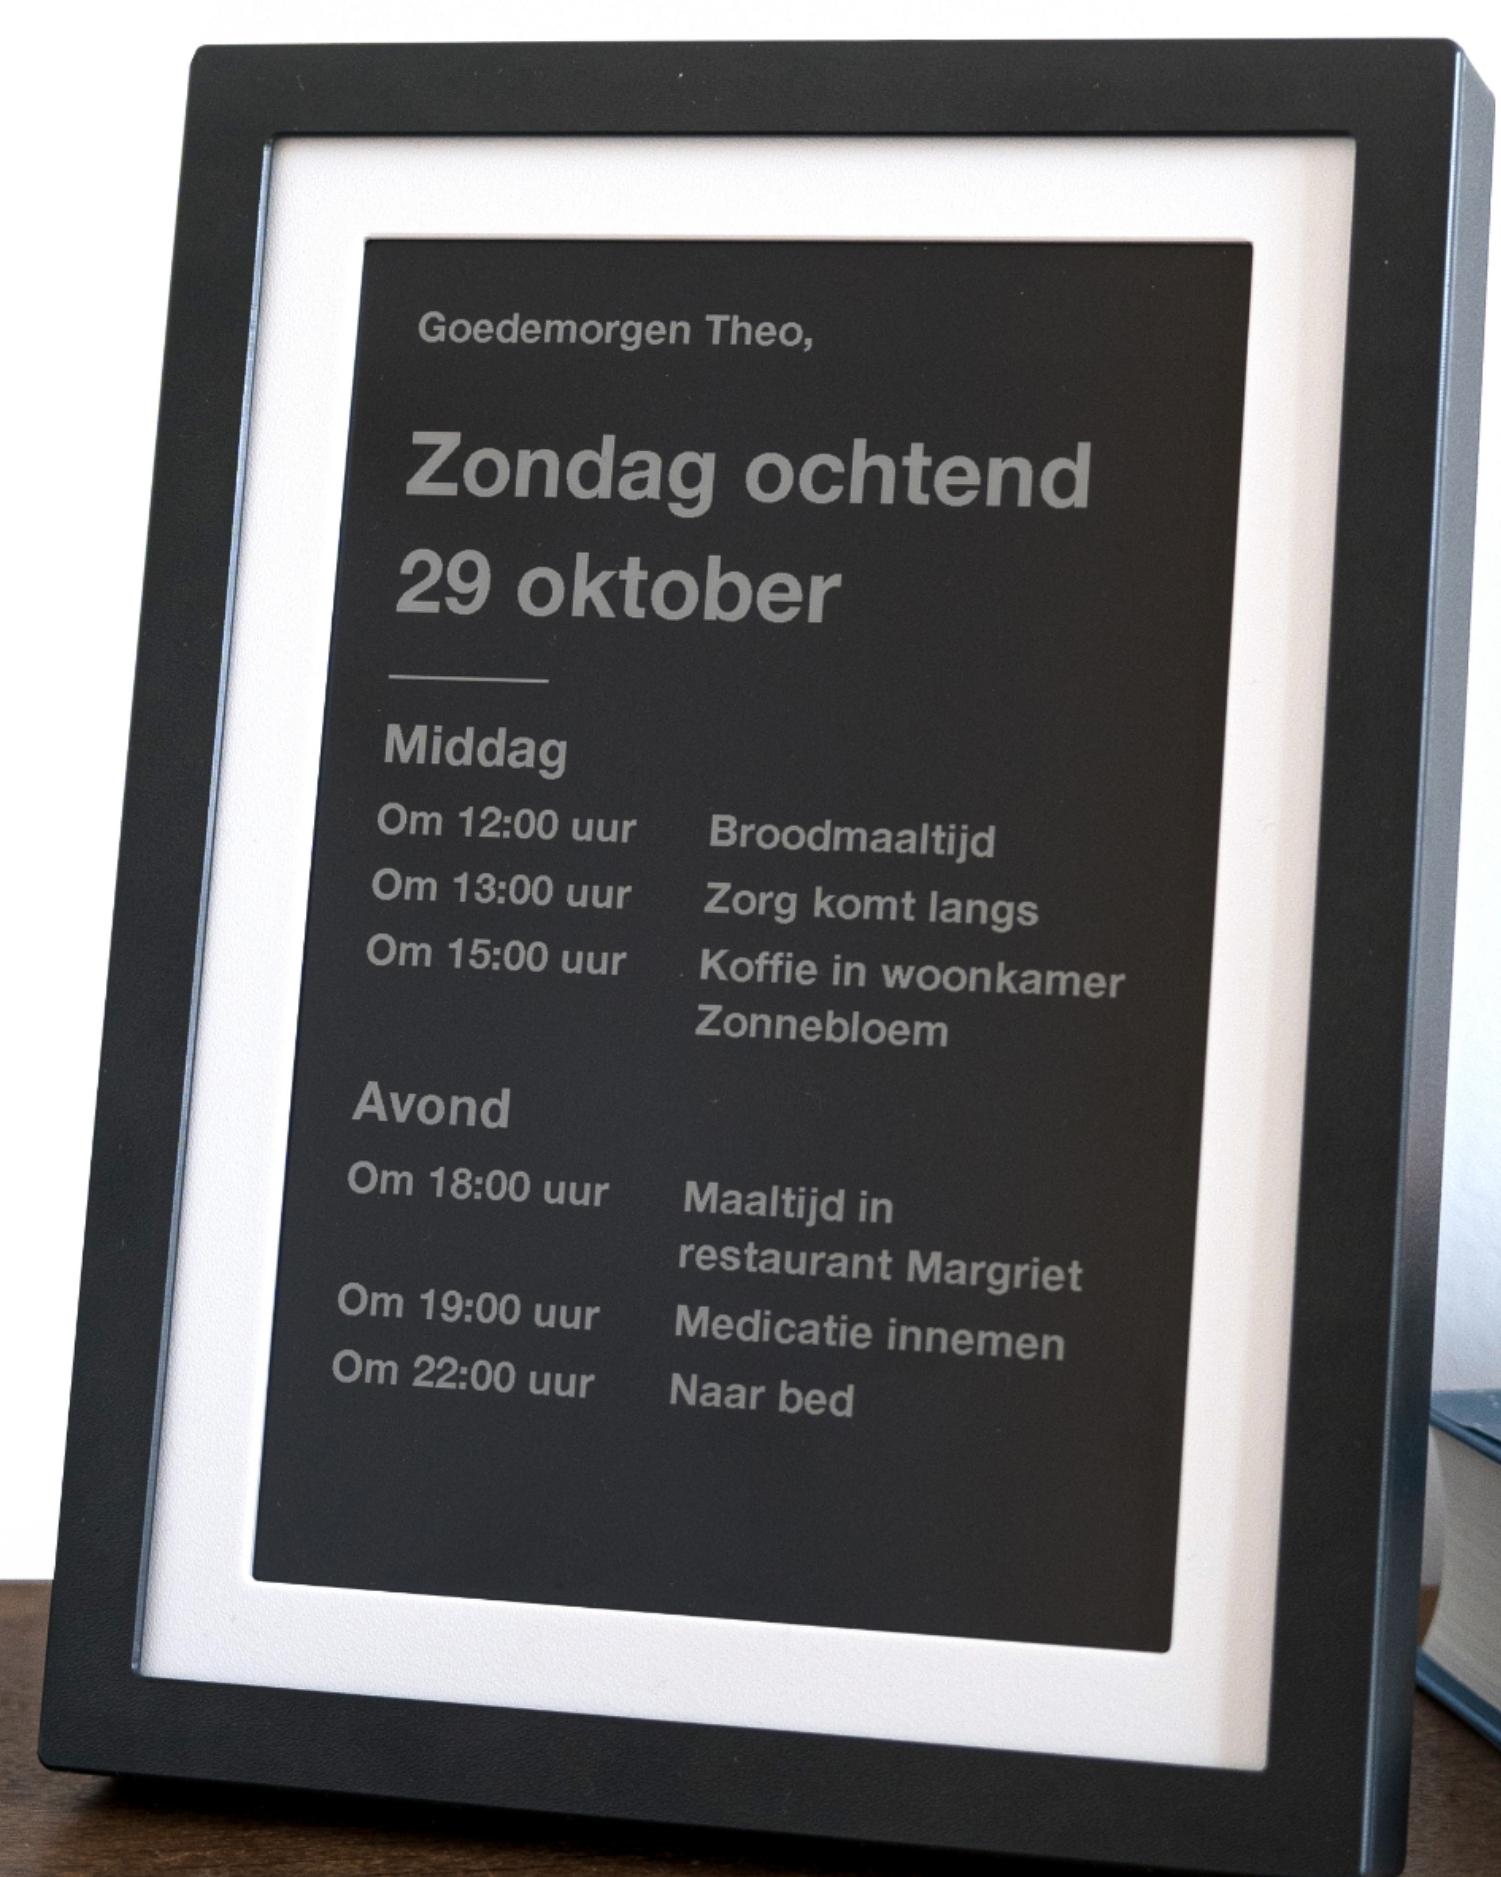 Goedemorgen Theo,
Zondag ochtend
29 oktober
Middag
Om 12:00 uur Broodmaaltijd
Om 13:00 uur Zorg komt langs
Om 15:00 uur Koffie in woonkamer
Zonnebloem
Avond
Om 18:00 uur Maaltijd in
restaurant Margriet
Om 19:00 uur Medicatie innemen
Om 22:00 uur Naar bed